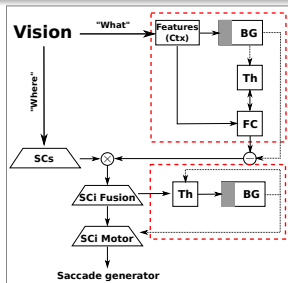 Vision
"What"
Features
(Ctx)
BG
Th
"Where"
FC
SCs
SCi Fusion
Th
BG
SCi Motor
Saccade generator